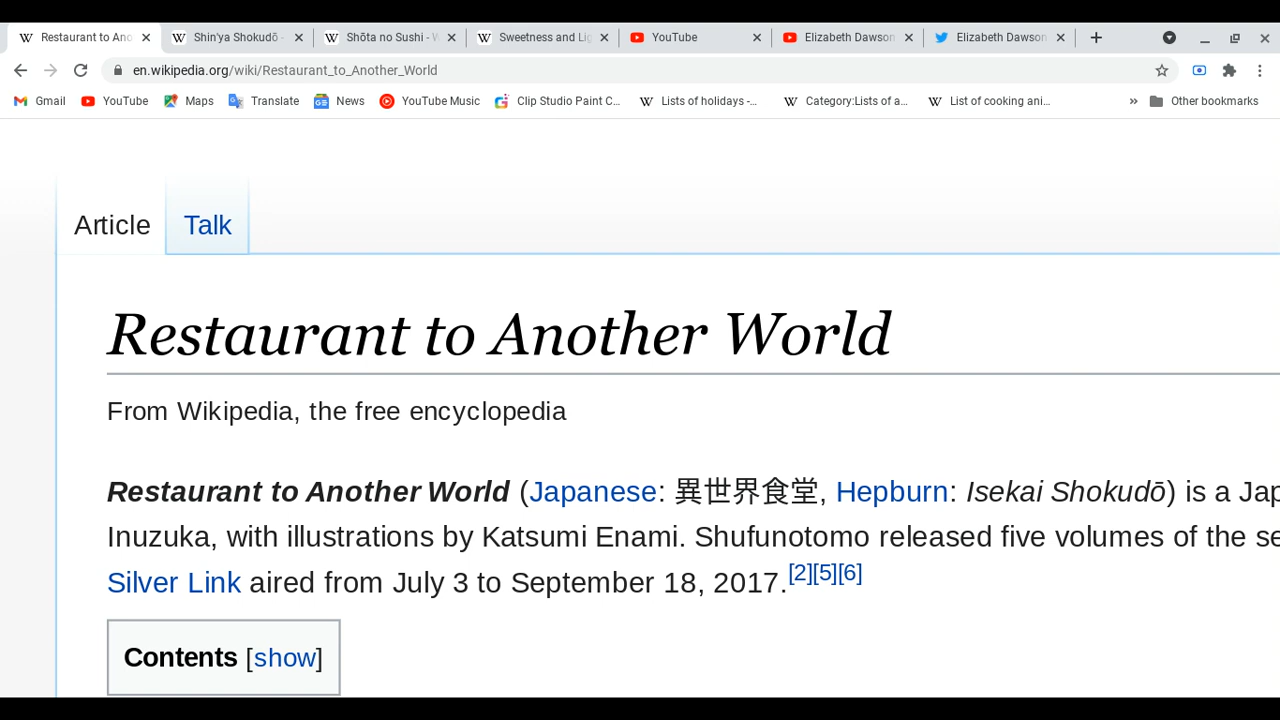 Restaurant to Ano
Shin'ya Shokudō -
Shōta no Sushi - W
Sweetness and Lig
YouTube
Elizabeth Dawson
Elizabeth Dawson
en.wikipedia.org/wiki/Restaurant_to_Another_World
Gmail
YouTube
Maps
Translate
News
YouTube Music
Clip Studio Paint C...
Lists of holidays -...
Category:Lists of a...
List of cooking ani...
»
Other bookmarks
Article
Talk
Restaurant to Another World
From Wikipedia, the free encyclopedia
Restaurant to Another World (Japanese: 異世界食堂, Hepburn: Isekai Shokudō) is a Jap
Inuzuka, with illustrations by Katsumi Enami. Shufunotomo released five volumes of the se
Silver Link aired from July 3 to September 18, 2017.[2][5][6]
Contents [show]